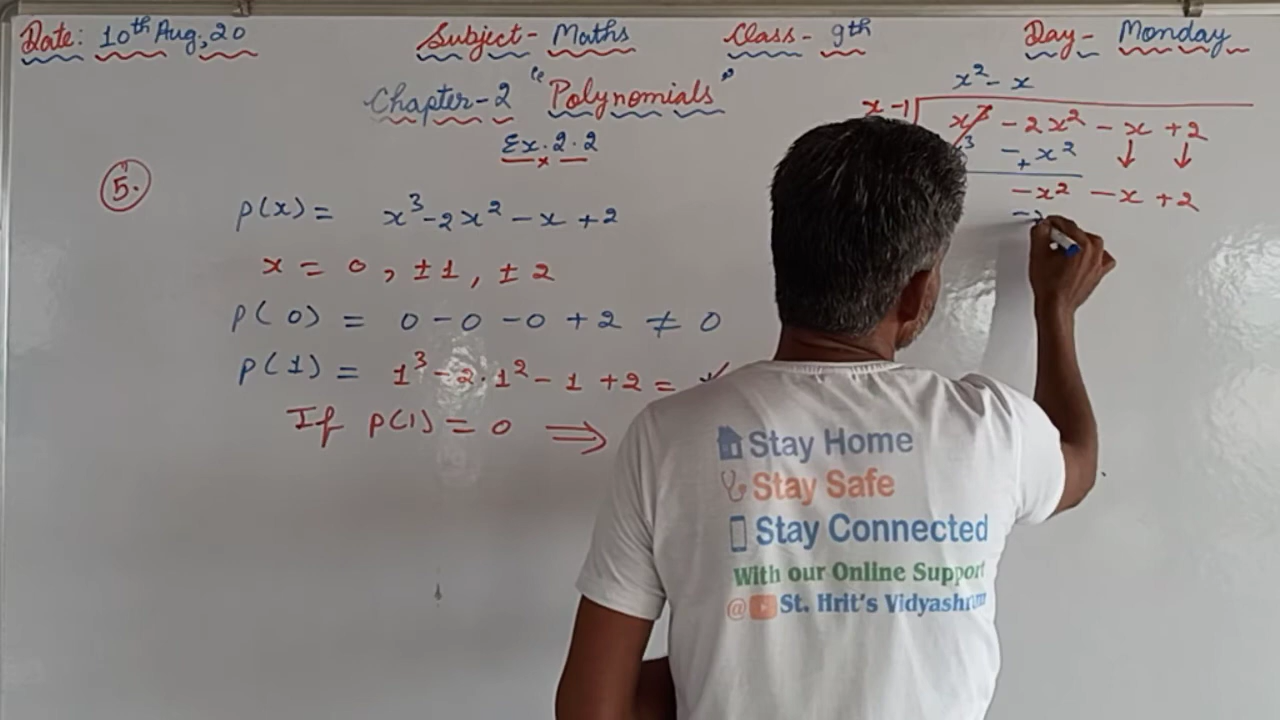 Date: 10th Aug, 20 Subject- Maths Class- 9th Day- Monday
Chapter-2 "Polynomials"
Ex. 2.2
5.
p(x) = x³-2x² - x +2
x = 0, ±1, ±2
p(0) = 0 - 0 - 0 + 2 ≠ 0
p(1) = 1³ - 2.1² - 1 + 2 =
If p(1) = 0 ⇒
x² - x
x -1 x³ - 2x² - x + 2
- x²
+
↓ ↓
-x² - x + 2
Stay Home
Stay Safe
Stay Connected
With our Online Support
@ St. Hrit's Vidyashram